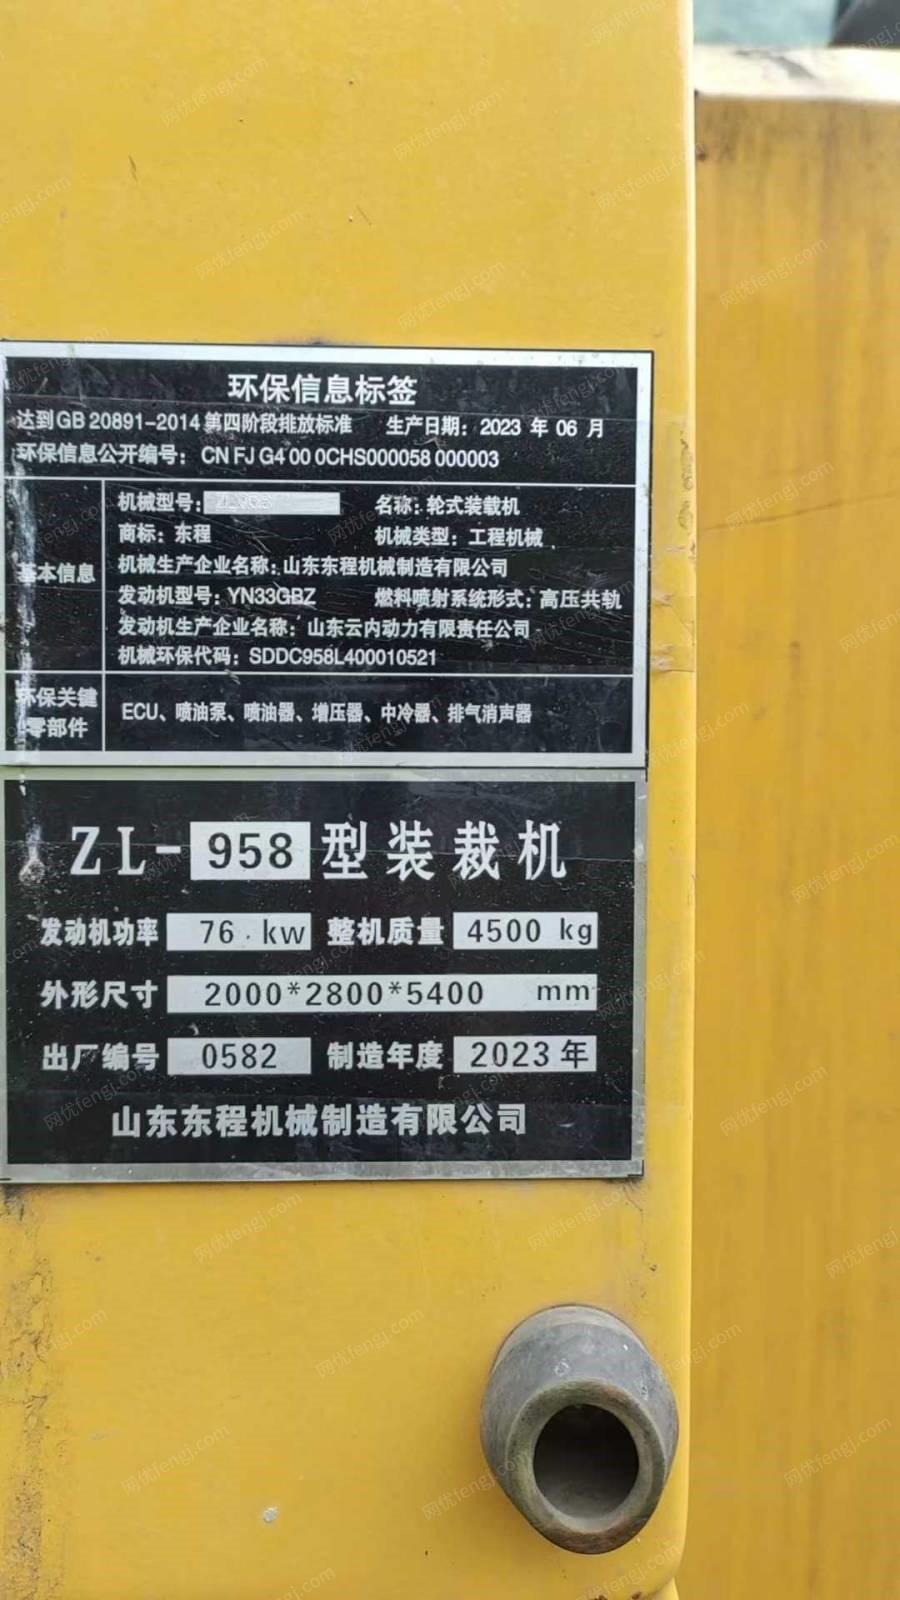 环保信息标签
达到GB 20891-2014 第四阶段排放标准 生产日期：2023 年 06 月
环保信息公开编号：CN FJ G4 00 0CHS000058 000003
基本信息
机械型号： 名称：轮式装载机
商标：东程 机械类型：工程机械
机械生产企业名称：山东东程机械制造有限公司
发动机型号：YN33GBZ 燃料喷射系统形式：高压共轨
发动机生产企业名称：山东云内动力有限责任公司
机械环保代码：SDDC958L400010521
环保关键零部件
ECU、喷油泵、喷油器、增压器、中冷器、排气消声器
ZL-958型装裁机
发动机功率 76.kw 整机质量 4500 kg
外形尺寸 2000*2800*5400 mm
出厂编号 0582 制造年度 2023年
山东东程机械制造有限公司
网优fengj.com